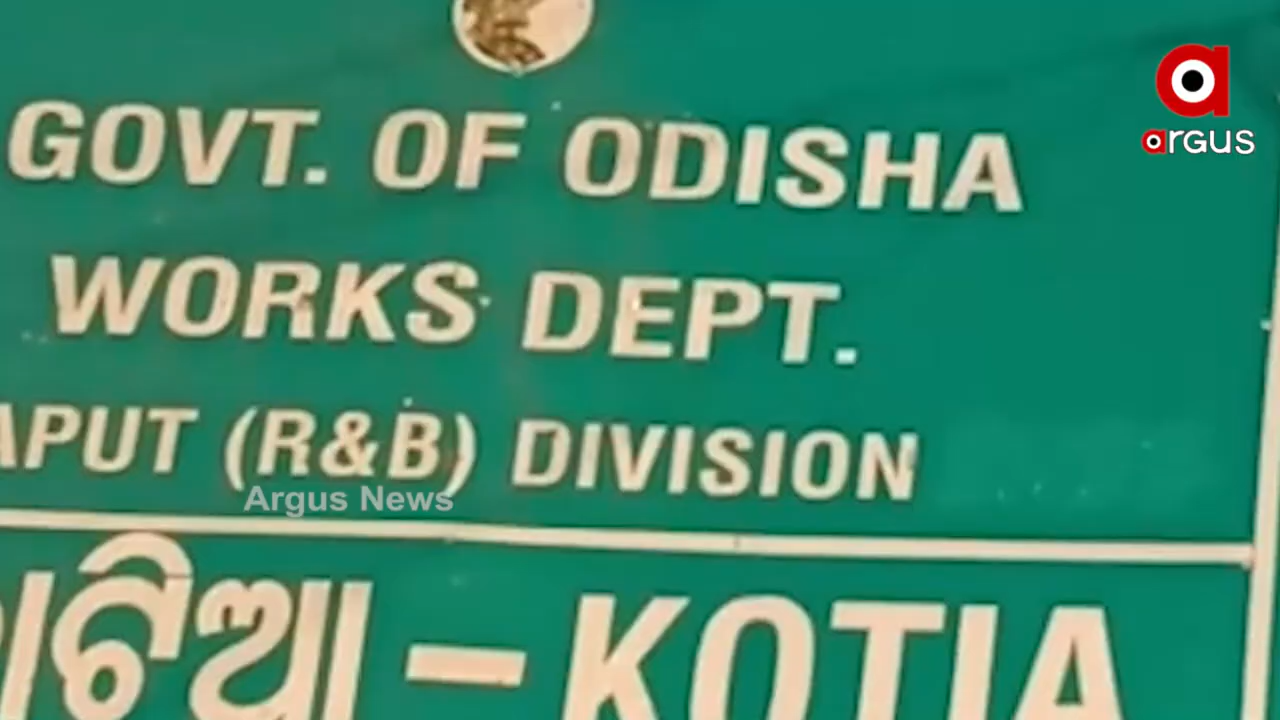 argus
GOVT. OF ODISHA
WORKS DEPT.
APUT (R&B) DIVISION
Argus News
ାଟିଆ – KOTIA